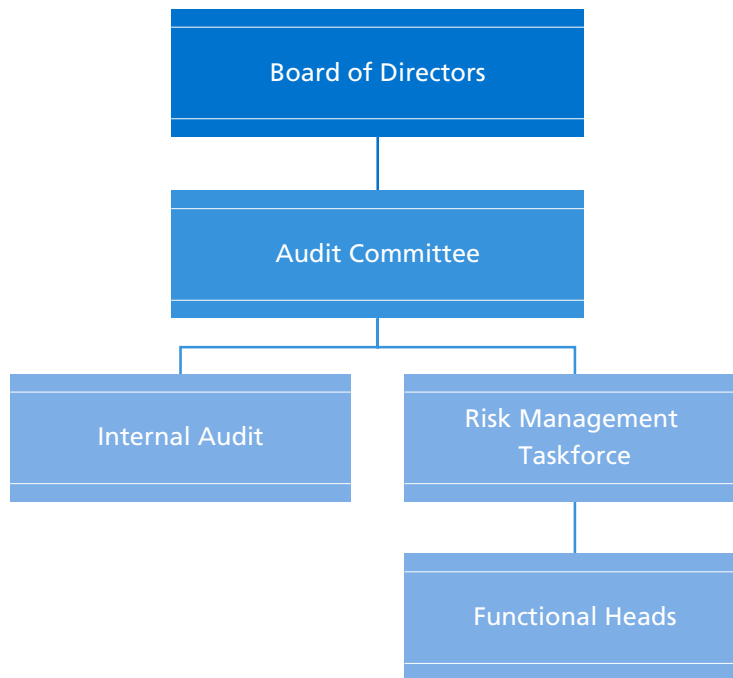 Board of Directors
Audit Committee
Internal Audit
Risk Management
Taskforce
Functional Heads